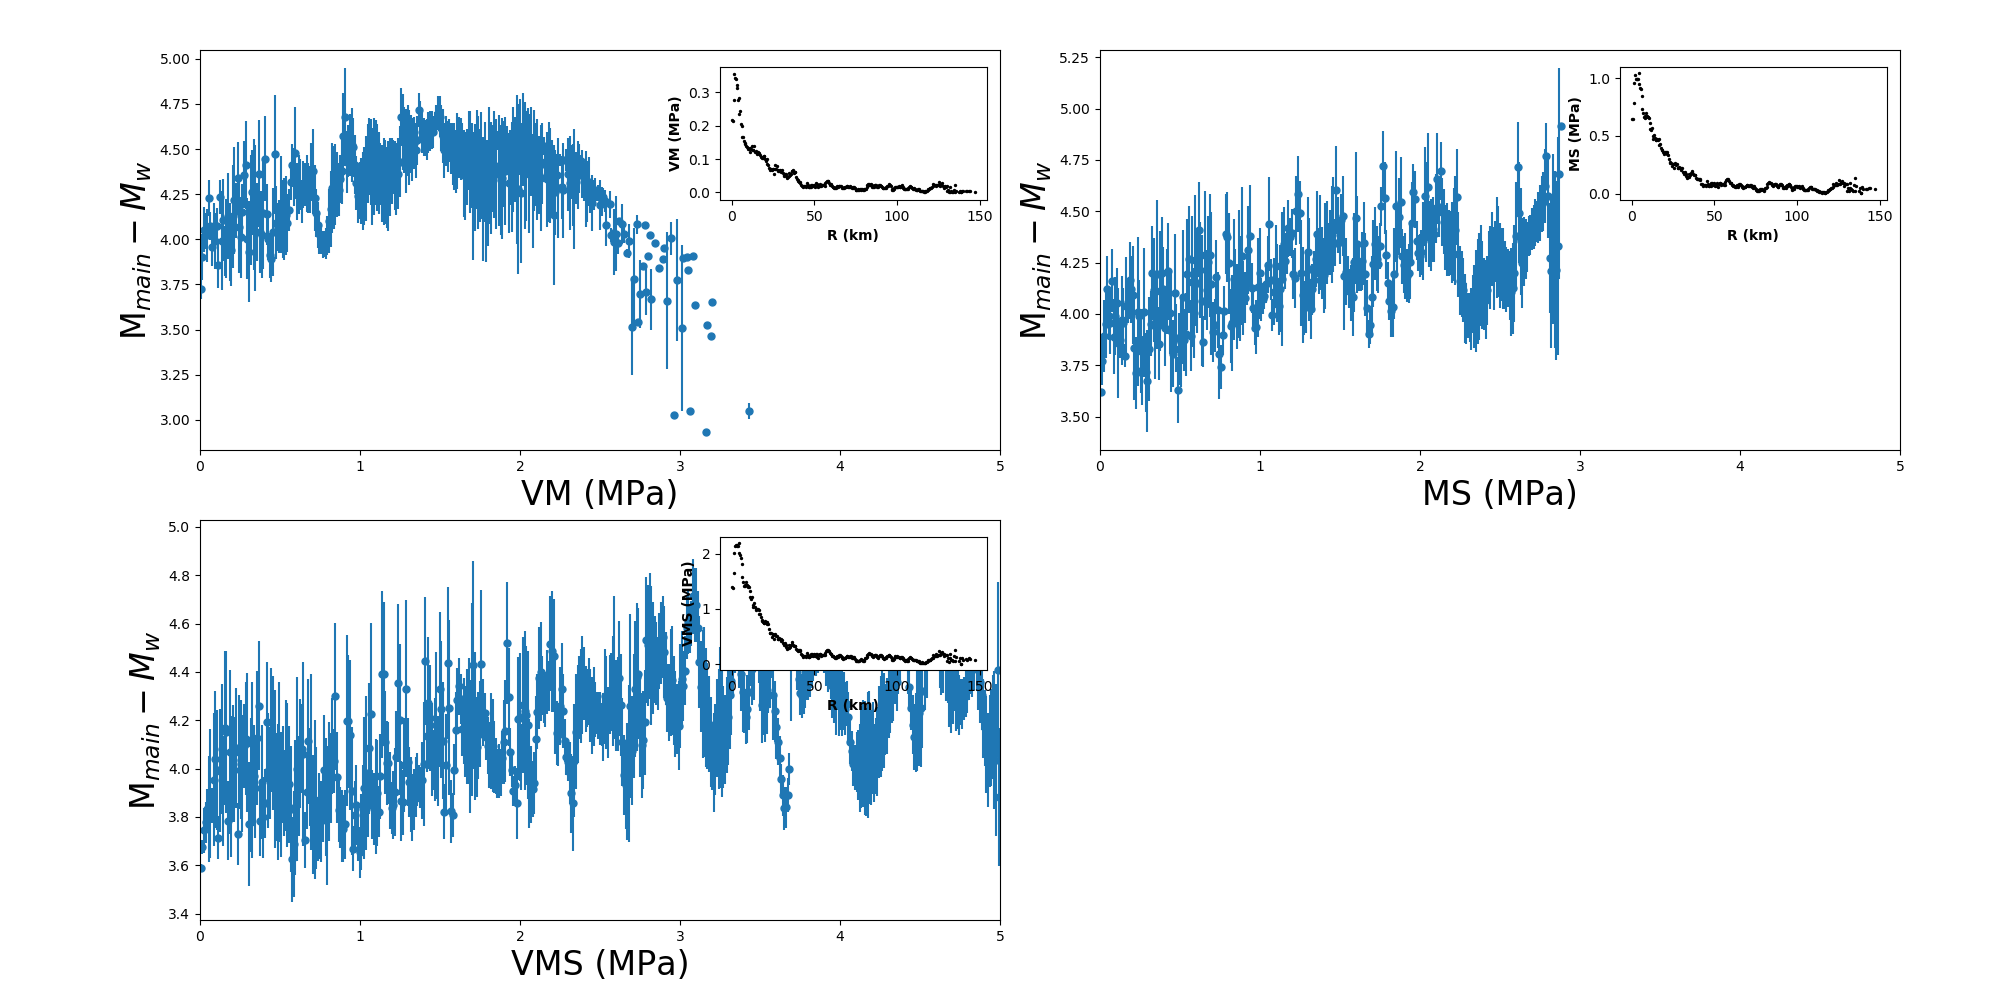 5.00
4.75
4.50
4.25
4.00
3.75
3.50
3.25
3.00
M_main − M_w
0 1 2 3 4 5
VM (MPa)
0.3
0.2
0.1
0.0
VM (MPa)
0 50 100 150
R (km)
5.25
5.00
4.75
4.50
4.25
4.00
3.75
3.50
M_main − M_w
0 1 2 3 4 5
MS (MPa)
1.0
0.5
0.0
MS (MPa)
0 50 100 150
R (km)
5.0
4.8
4.6
4.4
4.2
4.0
3.8
3.6
3.4
M_main − M_w
0 1 2 3 4 5
VMS (MPa)
2
1
0
VMS (MPa)
0 50 100 150
R (km)